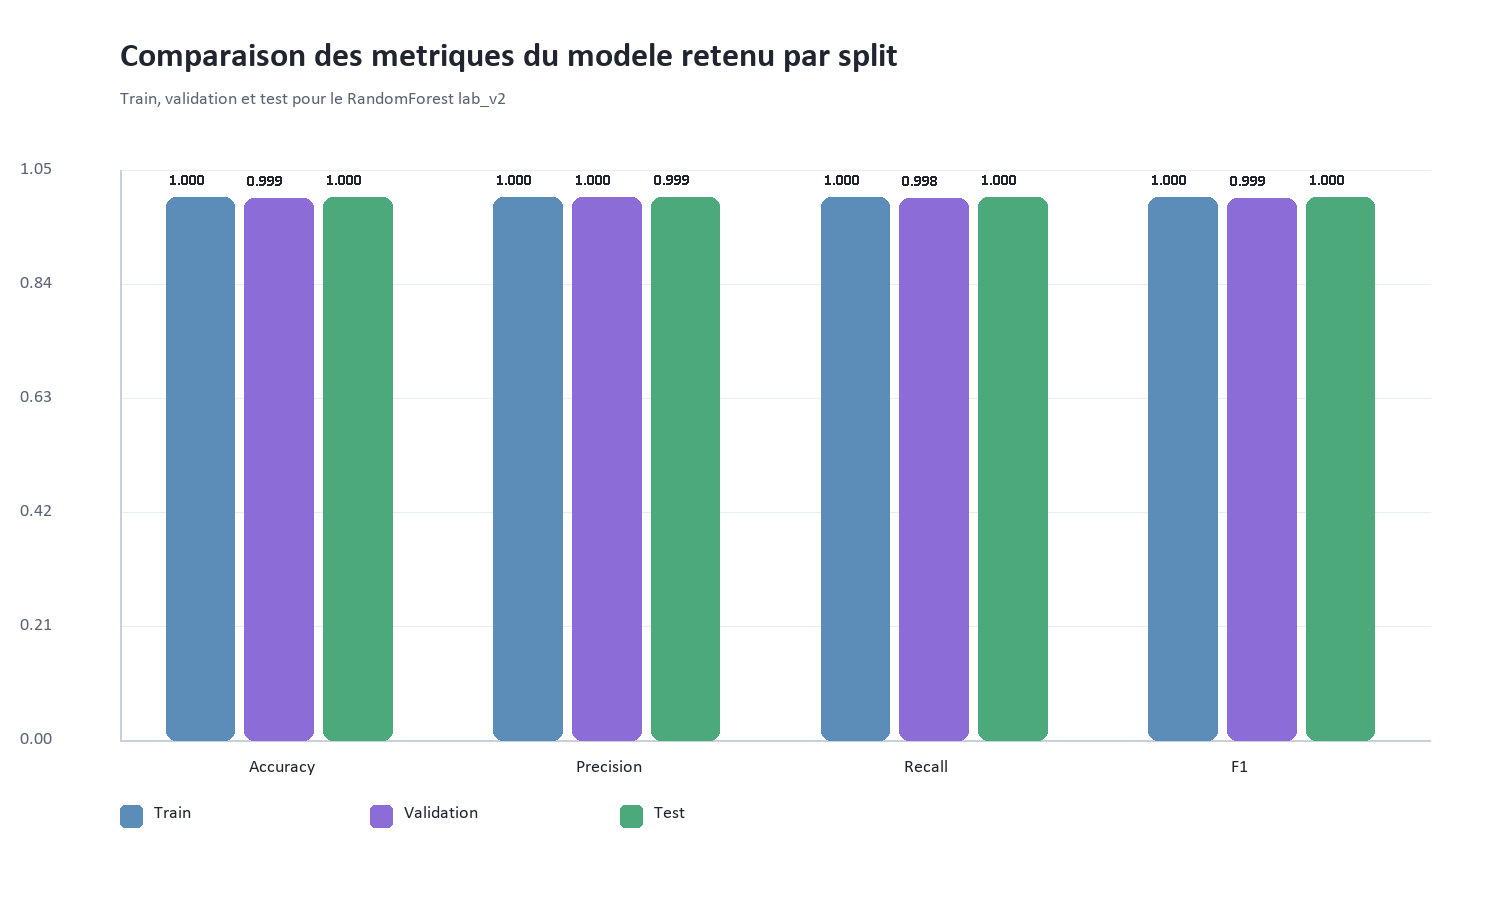 Comparaison des metriques du modele retenu par split
Train, validation et test pour le RandomForest lab_v2
1.05
1.000 0.999 1.000 1.000 1.000 0.999 1.000 0.998 1.000 1.000 0.999 1.000
0.84
0.63
0.42
0.21
0.00
Accuracy Precision Recall F1
Train Validation Test